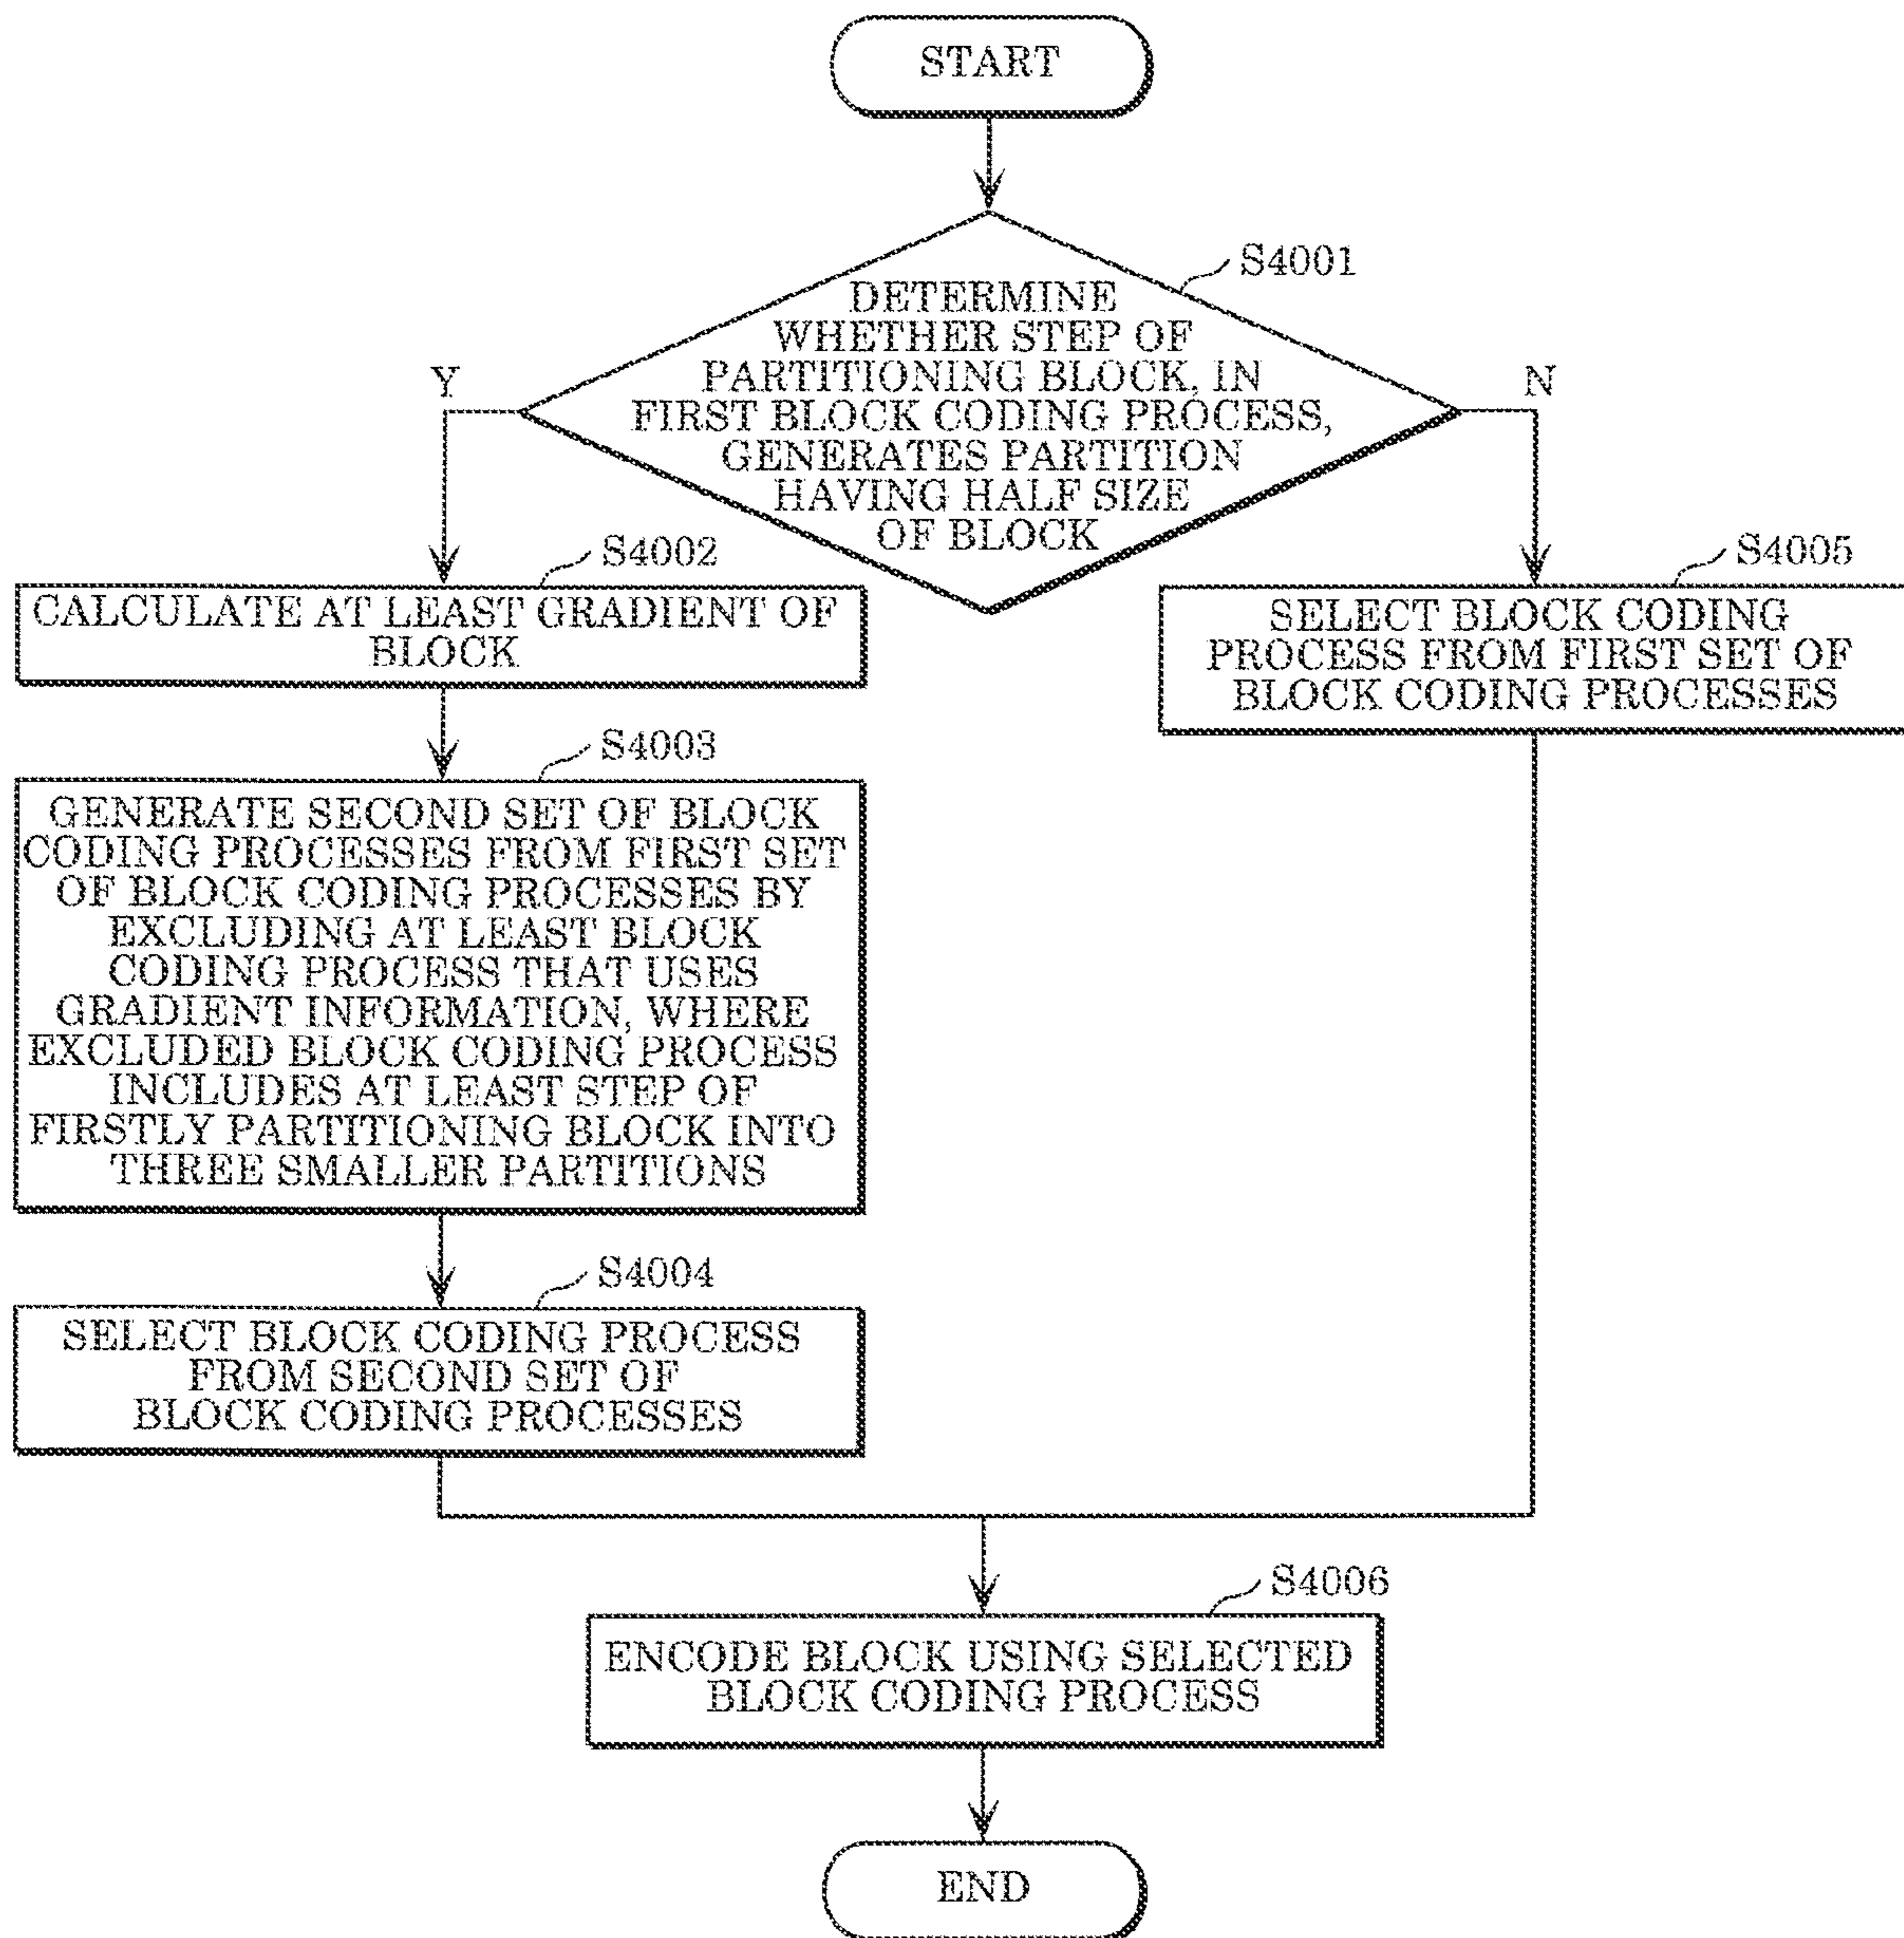 START
S4001
DETERMINE
WHETHER STEP OF
PARTITIONING BLOCK, IN
FIRST BLOCK CODING PROCESS,
GENERATES PARTITION
HAVING HALF SIZE
OF BLOCK
Y
N
S4002
CALCULATE AT LEAST GRADIENT OF
BLOCK
S4005
SELECT BLOCK CODING
PROCESS FROM FIRST SET OF
BLOCK CODING PROCESSES
S4003
GENERATE SECOND SET OF BLOCK
CODING PROCESSES FROM FIRST SET
OF BLOCK CODING PROCESSES BY
EXCLUDING AT LEAST BLOCK
CODING PROCESS THAT USES
GRADIENT INFORMATION, WHERE
EXCLUDED BLOCK CODING PROCESS
INCLUDES AT LEAST STEP OF
FIRSTLY PARTITIONING BLOCK INTO
THREE SMALLER PARTITIONS
S4004
SELECT BLOCK CODING PROCESS
FROM SECOND SET OF
BLOCK CODING PROCESSES
S4006
ENCODE BLOCK USING SELECTED
BLOCK CODING PROCESS
END